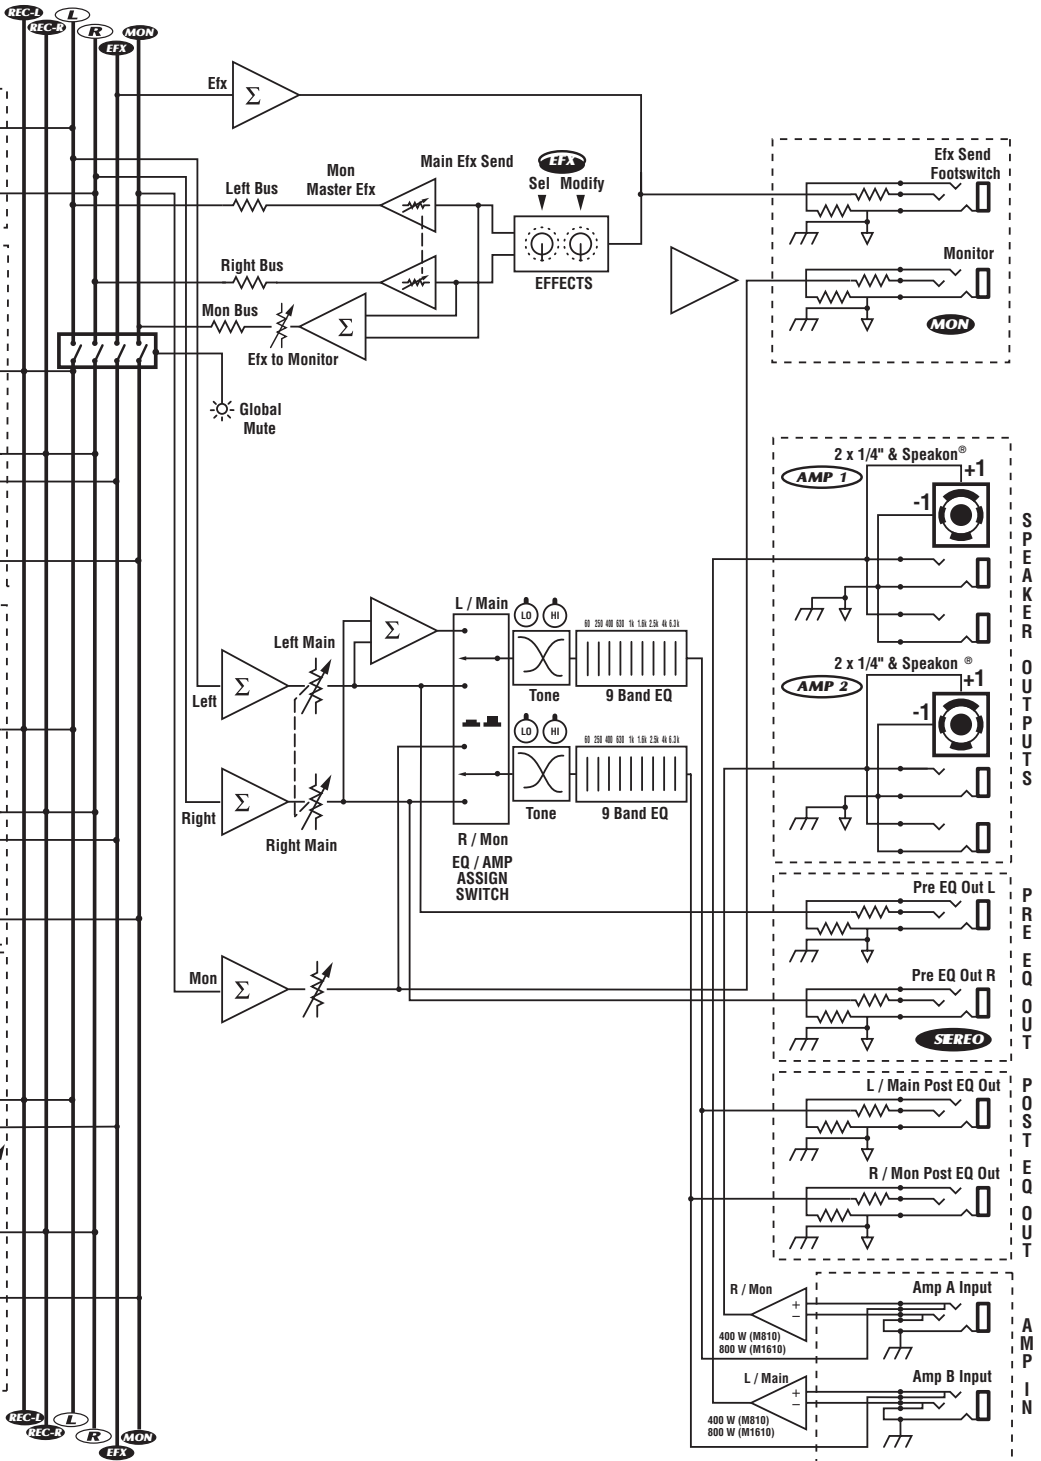 REC-L
L
REC-R
R
MON
EFX
Efx
Σ
Mon
Master Efx
Main Efx Send
EFX
Sel Modify
EFFECTS
Left Bus
Right Bus
Mon Bus
Σ
Efx to Monitor
Global
Mute
Efx Send
Footswitch
Monitor
MON
2 x 1/4" & Speakon®
AMP 1
+1
-1
2 x 1/4" & Speakon ®
AMP 2
+1
-1
SPEAKER OUTPUTS
L / Main
Σ
LO HI
60 250 400 630 1k 1.6k 2.5k 4k 6.3k
Left Main
Σ
Left
Tone
9 Band EQ
LO HI
60 250 400 630 1k 1.6k 2.5k 4k 6.3k
Σ
Right
Right Main
Tone
9 Band EQ
R / Mon
EQ / AMP
ASSIGN
SWITCH
Mon
Σ
Pre EQ Out L
Pre EQ Out R
STEREO
PRE EQ OUT
L / Main Post EQ Out
R / Mon Post EQ Out
POST EQ OUT
R / Mon
+
−
400 W (M810)
800 W (M1610)
Amp A Input
L / Main
+
−
400 W (M810)
800 W (M1610)
Amp B Input
AMP IN
REC-L
L
REC-R
R
MON
EFX